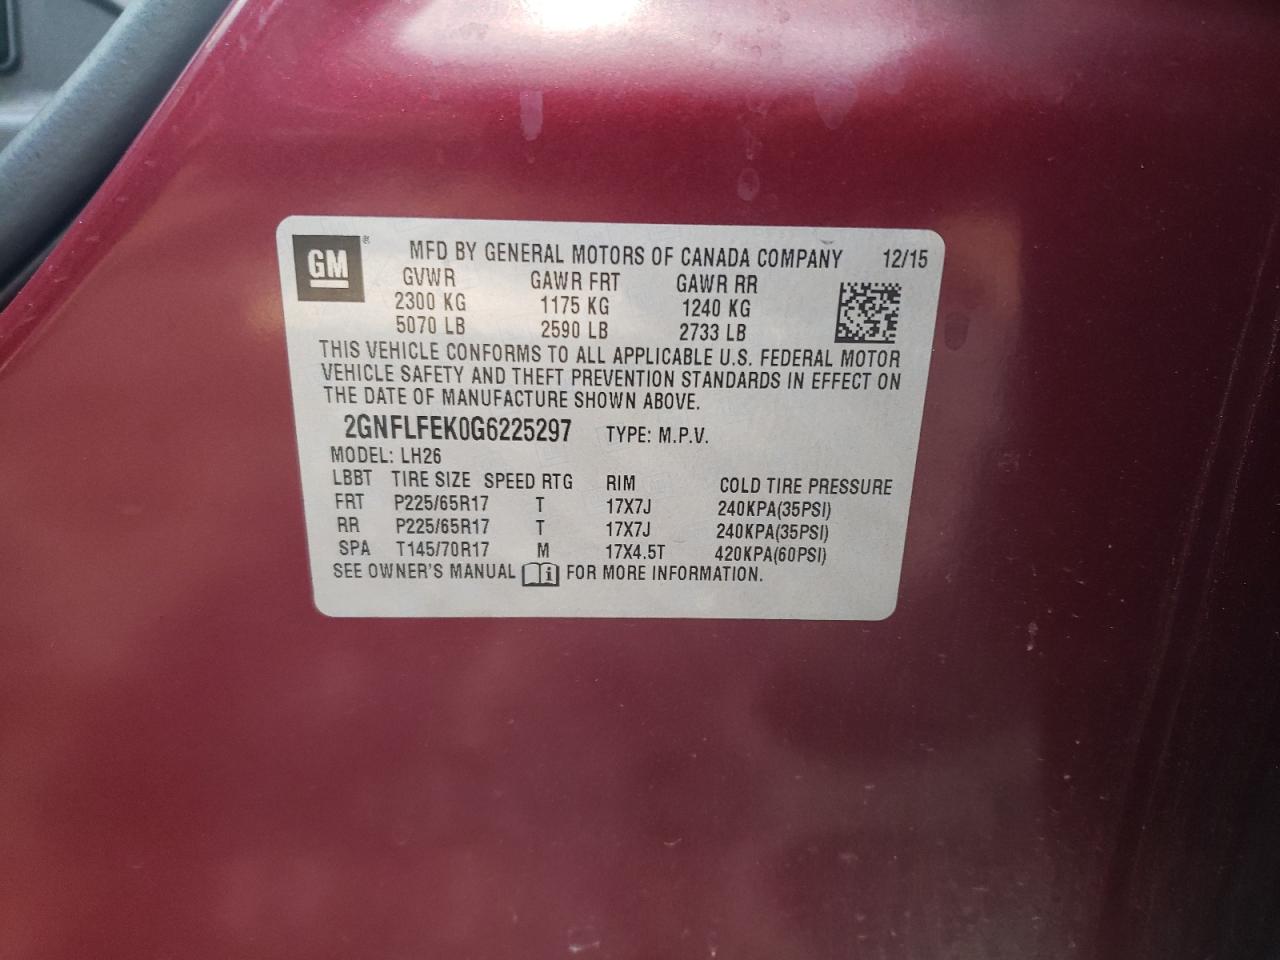 GM ® MFD BY GENERAL MOTORS OF CANADA COMPANY 12/15
GVWR GAWR FRT GAWR RR
2300 KG 1175 KG 1240 KG
5070 LB 2590 LB 2733 LB
THIS VEHICLE CONFORMS TO ALL APPLICABLE U.S. FEDERAL MOTOR
VEHICLE SAFETY AND THEFT PREVENTION STANDARDS IN EFFECT ON
THE DATE OF MANUFACTURE SHOWN ABOVE.
2GNFLFEK0G6225297 TYPE: M.P.V.
MODEL: LH26
LBBT TIRE SIZE SPEED RTG RIM COLD TIRE PRESSURE
FRT P225/65R17 T 17X7J 240KPA(35PSI)
RR P225/65R17 T 17X7J 240KPA(35PSI)
SPA T145/70R17 M 17X4.5T 420KPA(60PSI)
SEE OWNER'S MANUAL i FOR MORE INFORMATION.